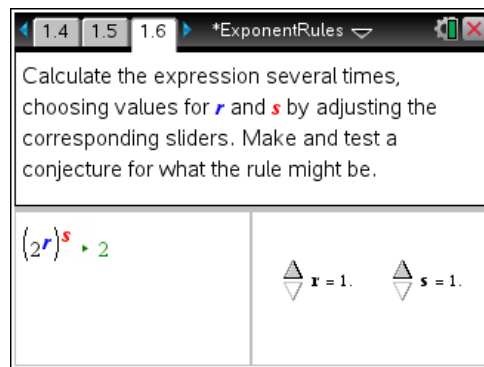 1.4 1.5 1.6 *ExponentRules
Calculate the expression several times,
choosing values for r and s by adjusting the
corresponding sliders. Make and test a
conjecture for what the rule might be.
(2^r)^s ▸ 2
r = 1. s = 1.